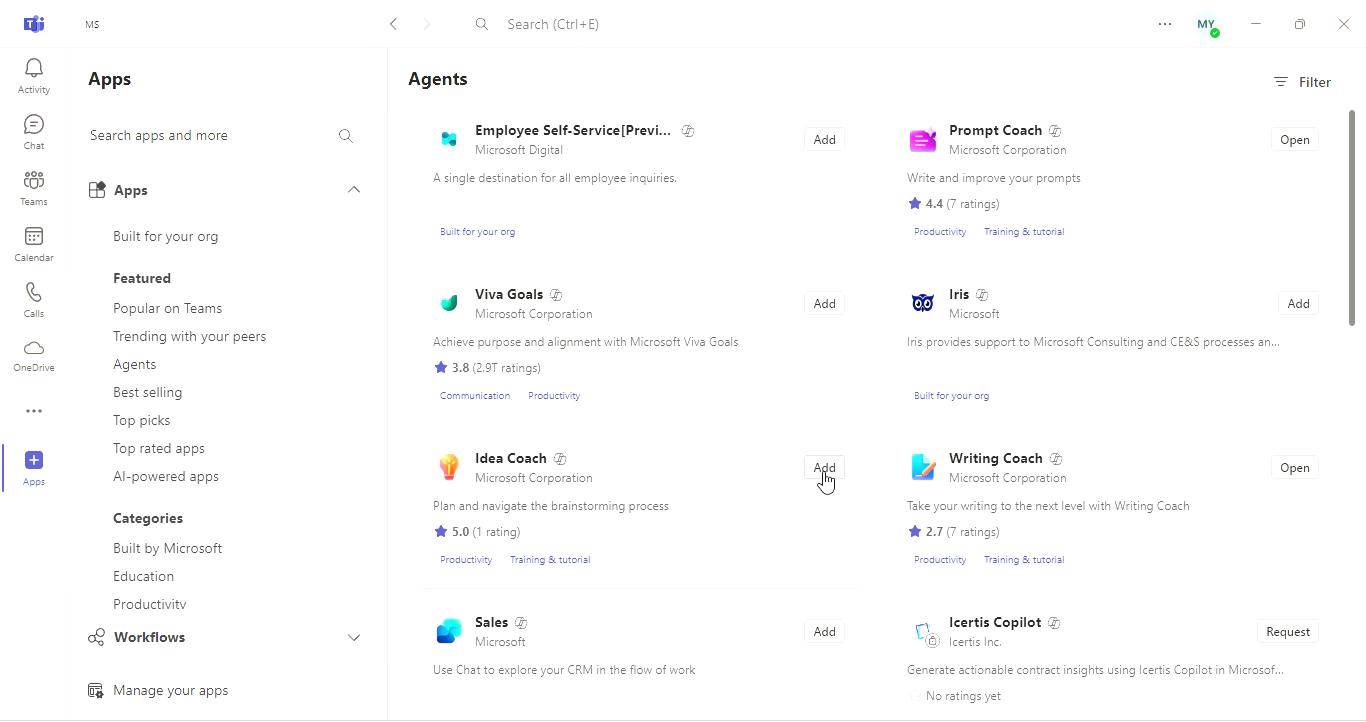 MS
Search (Ctrl+E)
MY
Activity
Chat
Teams
Calendar
Calls
OneDrive
Apps
Apps
Search apps and more
Apps
Built for your org
Featured
Popular on Teams
Trending with your peers
Agents
Best selling
Top picks
Top rated apps
AI-powered apps
Categories
Built by Microsoft
Education
Productivity
Workflows
Manage your apps
Agents
Filter
Employee Self-Service[Previ...
Microsoft Digital
Add
A single destination for all employee inquiries.
Built for your org
Prompt Coach
Microsoft Corporation
Open
Write and improve your prompts
4.4 (7 ratings)
Productivity Training & tutorial
Viva Goals
Microsoft Corporation
Add
Achieve purpose and alignment with Microsoft Viva Goals
3.8 (2.9T ratings)
Communication Productivity
Iris
Microsoft
Add
Iris provides support to Microsoft Consulting and CE&S processes an...
Built for your org
Idea Coach
Microsoft Corporation
Add
Plan and navigate the brainstorming process
5.0 (1 rating)
Productivity Training & tutorial
Writing Coach
Microsoft Corporation
Open
Take your writing to the next level with Writing Coach
2.7 (7 ratings)
Productivity Training & tutorial
Sales
Microsoft
Add
Use Chat to explore your CRM in the flow of work
Icertis Copilot
Icertis Inc.
Request
Generate actionable contract insights using Icertis Copilot in Microsof...
No ratings yet